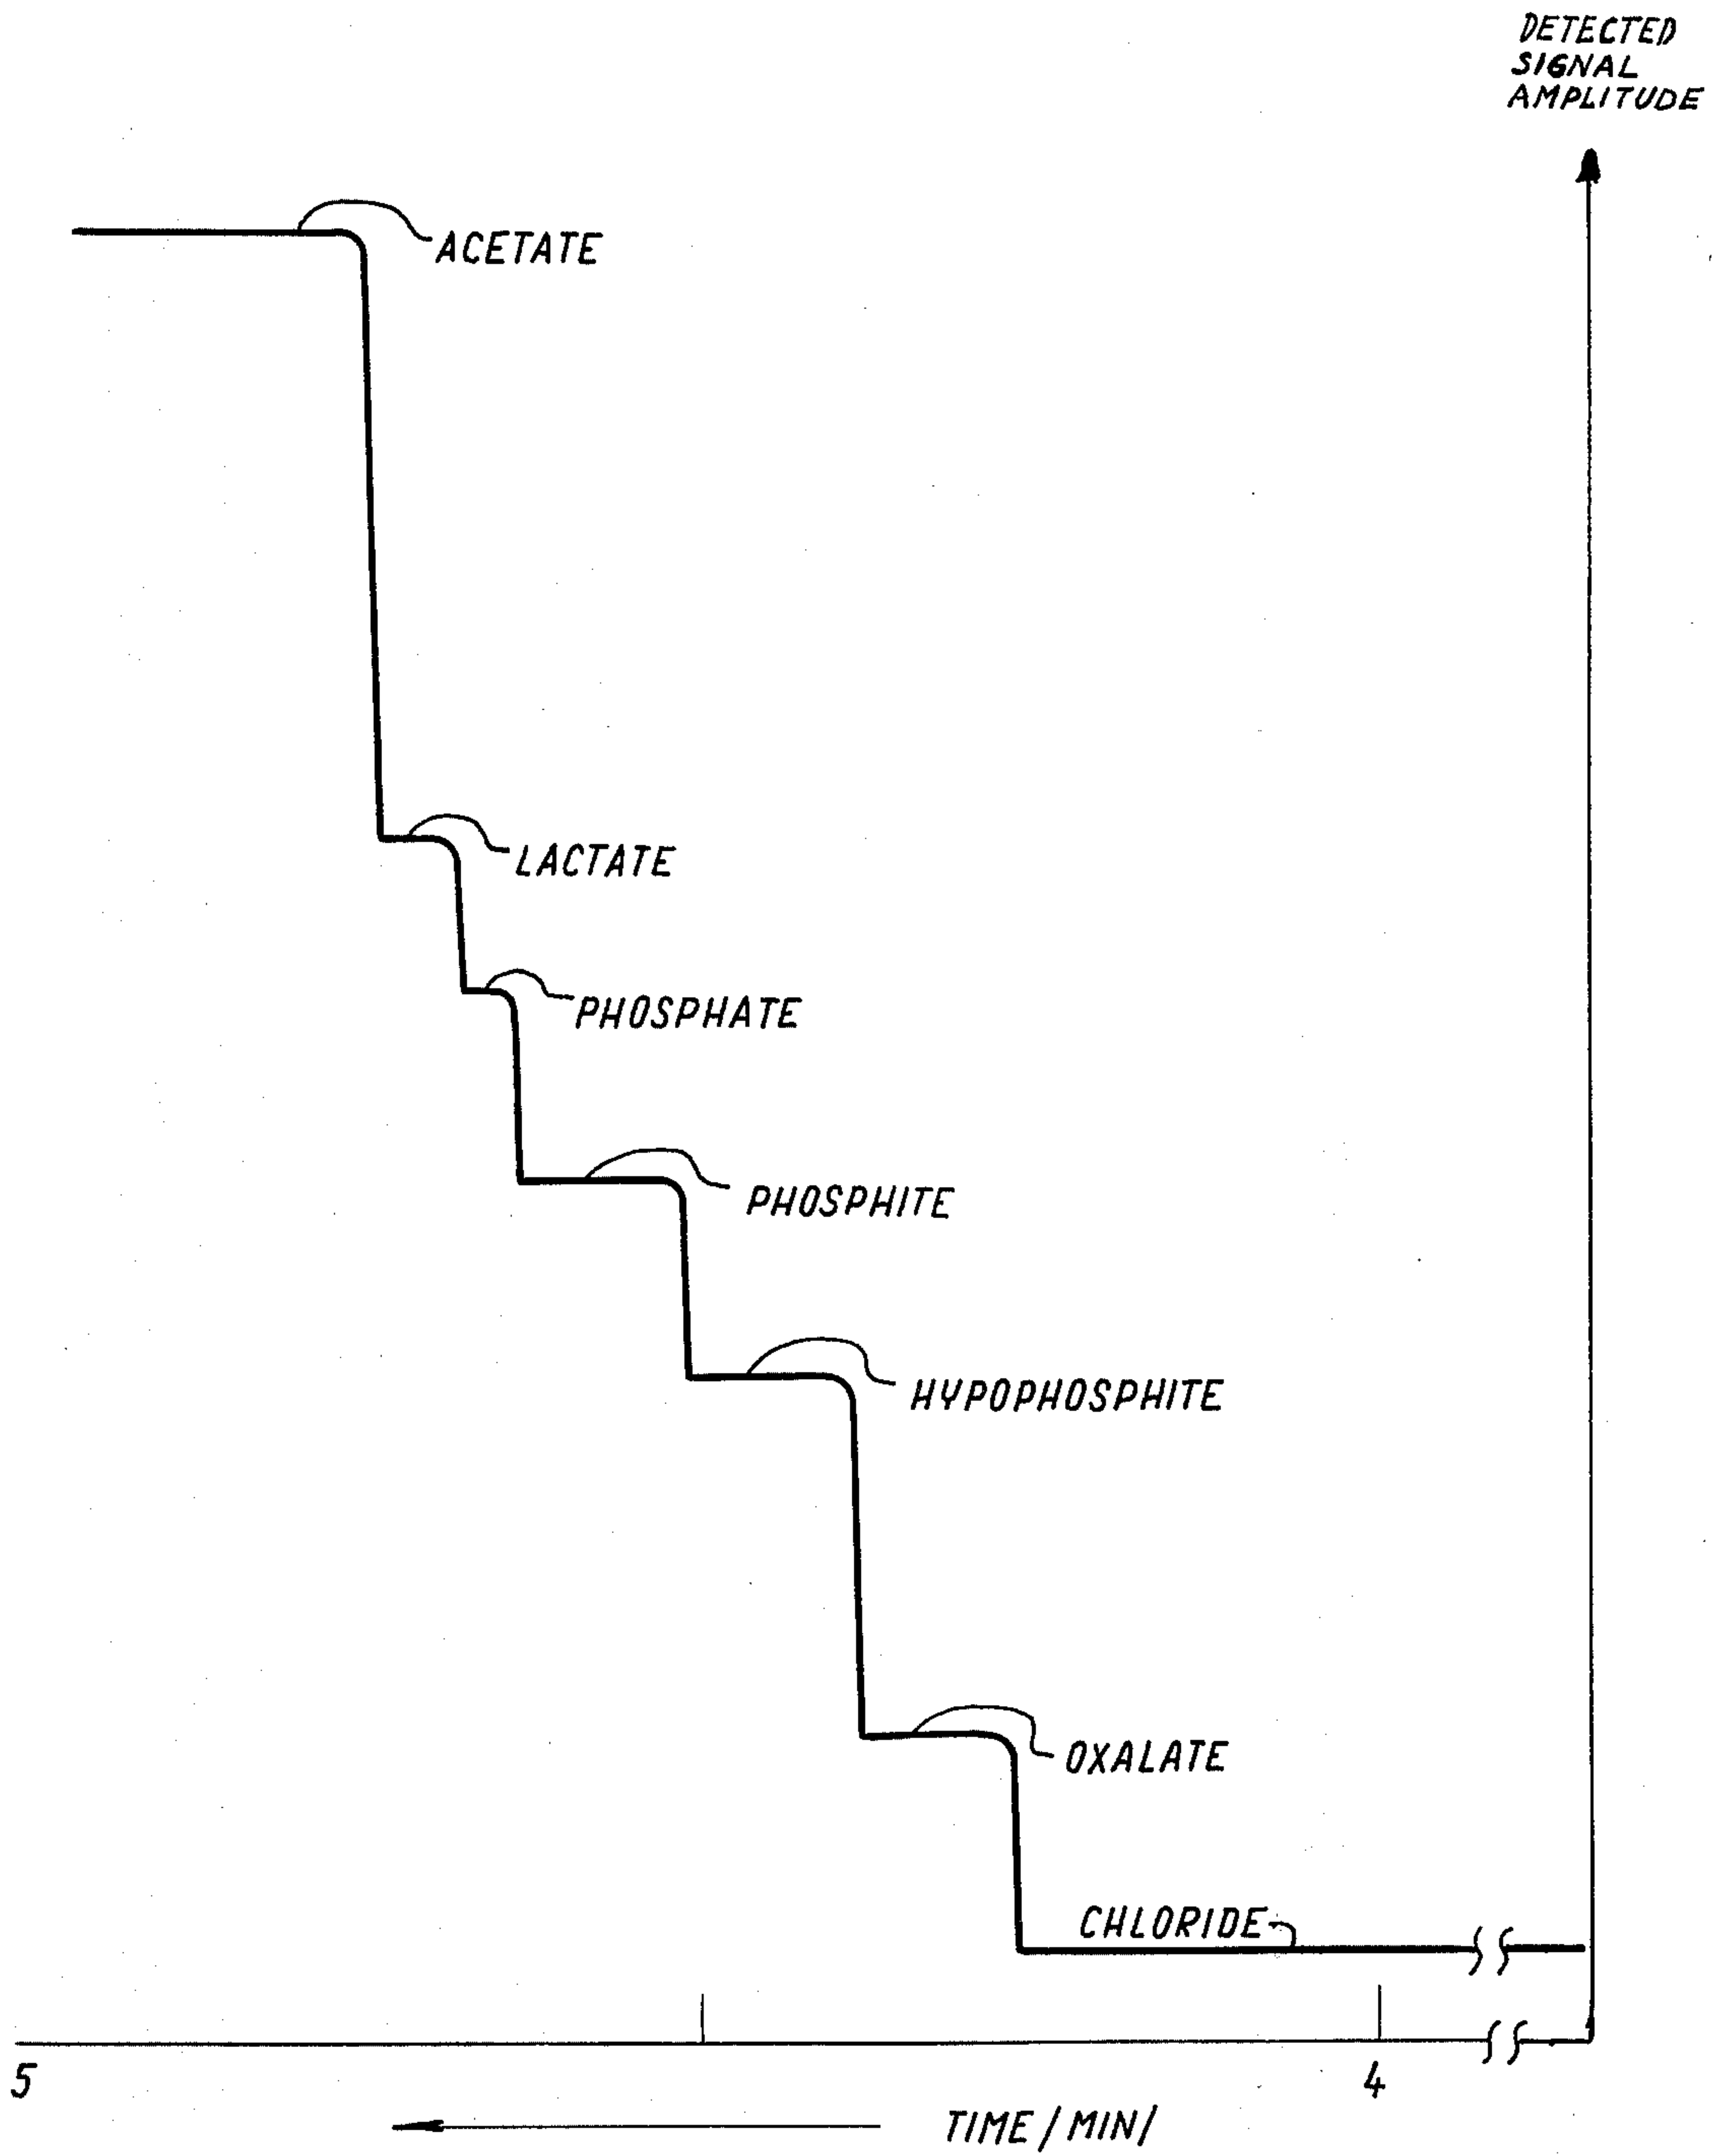 DETECTED
SIGNAL
AMPLITUDE
ACETATE
LACTATE
PHOSPHATE
PHOSPHITE
HYPOPHOSPHITE
OXALATE
CHLORIDE
5
4
TIME /MIN/